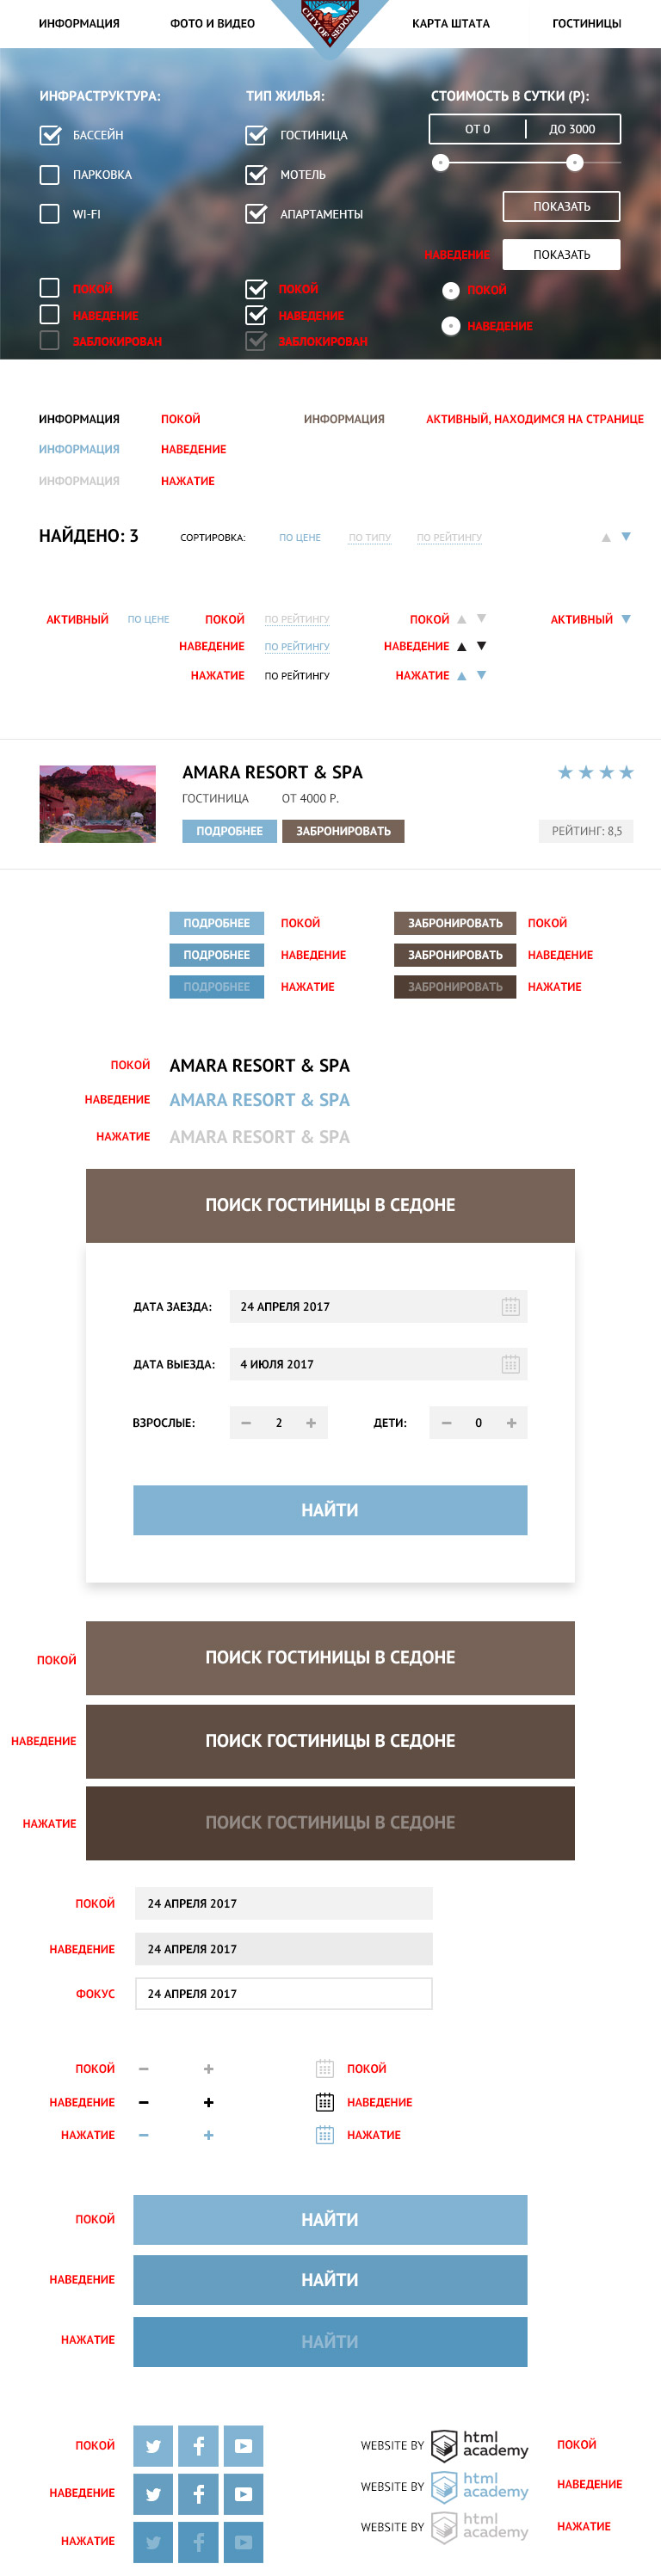 ИНФОРМАЦИЯ ФОТО И ВИДЕО CITY OF SEDONA КАРТА ШТАТА ГОСТИНИЦЫ
ИНФРАСТРУКТУРА: ТИП ЖИЛЬЯ: СТОИМОСТЬ В СУТКИ (Р):
БАССЕЙН ГОСТИНИЦА ОТ 0 ДО 3000
ПАРКОВКА МОТЕЛЬ
WI-FI АПАРТАМЕНТЫ ПОКАЗАТЬ
НАВЕДЕНИЕ ПОКАЗАТЬ
ПОКОЙ ПОКОЙ ПОКОЙ
НАВЕДЕНИЕ НАВЕДЕНИЕ НАВЕДЕНИЕ
ЗАБЛОКИРОВАН ЗАБЛОКИРОВАН
ИНФОРМАЦИЯ ПОКОЙ ИНФОРМАЦИЯ АКТИВНЫЙ, НАХОДИМСЯ НА СТРАНИЦЕ
ИНФОРМАЦИЯ НАВЕДЕНИЕ
ИНФОРМАЦИЯ НАЖАТИЕ
НАЙДЕНО: 3 СОРТИРОВКА: ПО ЦЕНЕ ПО ТИПУ ПО РЕЙТИНГУ
АКТИВНЫЙ ПО ЦЕНЕ ПОКОЙ ПО РЕЙТИНГУ ПОКОЙ АКТИВНЫЙ
НАВЕДЕНИЕ ПО РЕЙТИНГУ НАВЕДЕНИЕ
НАЖАТИЕ ПО РЕЙТИНГУ НАЖАТИЕ
AMARA RESORT & SPA
ГОСТИНИЦА ОТ 4000 Р.
ПОДРОБНЕЕ ЗАБРОНИРОВАТЬ РЕЙТИНГ: 8,5
ПОДРОБНЕЕ ПОКОЙ ЗАБРОНИРОВАТЬ ПОКОЙ
ПОДРОБНЕЕ НАВЕДЕНИЕ ЗАБРОНИРОВАТЬ НАВЕДЕНИЕ
ПОДРОБНЕЕ НАЖАТИЕ ЗАБРОНИРОВАТЬ НАЖАТИЕ
ПОКОЙ AMARA RESORT & SPA
НАВЕДЕНИЕ AMARA RESORT & SPA
НАЖАТИЕ AMARA RESORT & SPA
ПОИСК ГОСТИНИЦЫ В СЕДОНЕ
ДАТА ЗАЕЗДА: 24 АПРЕЛЯ 2017
ДАТА ВЫЕЗДА: 4 ИЮЛЯ 2017
ВЗРОСЛЫЕ: − 2 + ДЕТИ: − 0 +
НАЙТИ
ПОКОЙ ПОИСК ГОСТИНИЦЫ В СЕДОНЕ
НАВЕДЕНИЕ ПОИСК ГОСТИНИЦЫ В СЕДОНЕ
НАЖАТИЕ ПОИСК ГОСТИНИЦЫ В СЕДОНЕ
ПОКОЙ 24 АПРЕЛЯ 2017
НАВЕДЕНИЕ 24 АПРЕЛЯ 2017
ФОКУС 24 АПРЕЛЯ 2017
ПОКОЙ − + ПОКОЙ
НАВЕДЕНИЕ − + НАВЕДЕНИЕ
НАЖАТИЕ − + НАЖАТИЕ
ПОКОЙ НАЙТИ
НАВЕДЕНИЕ НАЙТИ
НАЖАТИЕ НАЙТИ
ПОКОЙ WEBSITE BY html academy ПОКОЙ
НАВЕДЕНИЕ WEBSITE BY html academy НАВЕДЕНИЕ
НАЖАТИЕ WEBSITE BY html academy НАЖАТИЕ